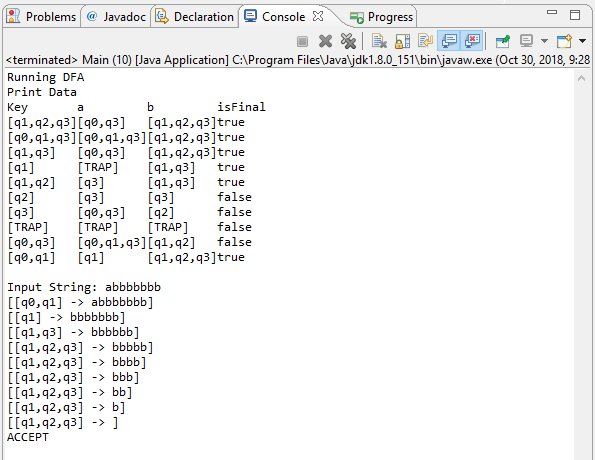 Problems @ Javadoc Declaration Console Progress
<terminated> Main (10) [Java Application] C:\Program Files\Java\jdk1.8.0_151\bin\javaw.exe (Oct 30, 2018, 9:28
Running DFA
Print Data
Key a b isFinal
[q1,q2,q3][q0,q3] [q1,q2,q3]true
[q0,q1,q3][q0,q1,q3][q1,q2,q3]true
[q1,q3] [q0,q3] [q1,q2,q3]true
[q1] [TRAP] [q1,q3] true
[q1,q2] [q3] [q1,q3] true
[q2] [q3] [q3] false
[q3] [q0,q3] [q2] false
[TRAP] [TRAP] [TRAP] false
[q0,q3] [q0,q1,q3][q1,q2] false
[q0,q1] [q1] [q1,q2,q3]true
Input String: abbbbbbb
[[q0,q1] -> abbbbbbb]
[[q1] -> bbbbbbb]
[[q1,q3] -> bbbbbb]
[[q1,q2,q3] -> bbbbb]
[[q1,q2,q3] -> bbbb]
[[q1,q2,q3] -> bbb]
[[q1,q2,q3] -> bb]
[[q1,q2,q3] -> b]
[[q1,q2,q3] -> ]
ACCEPT